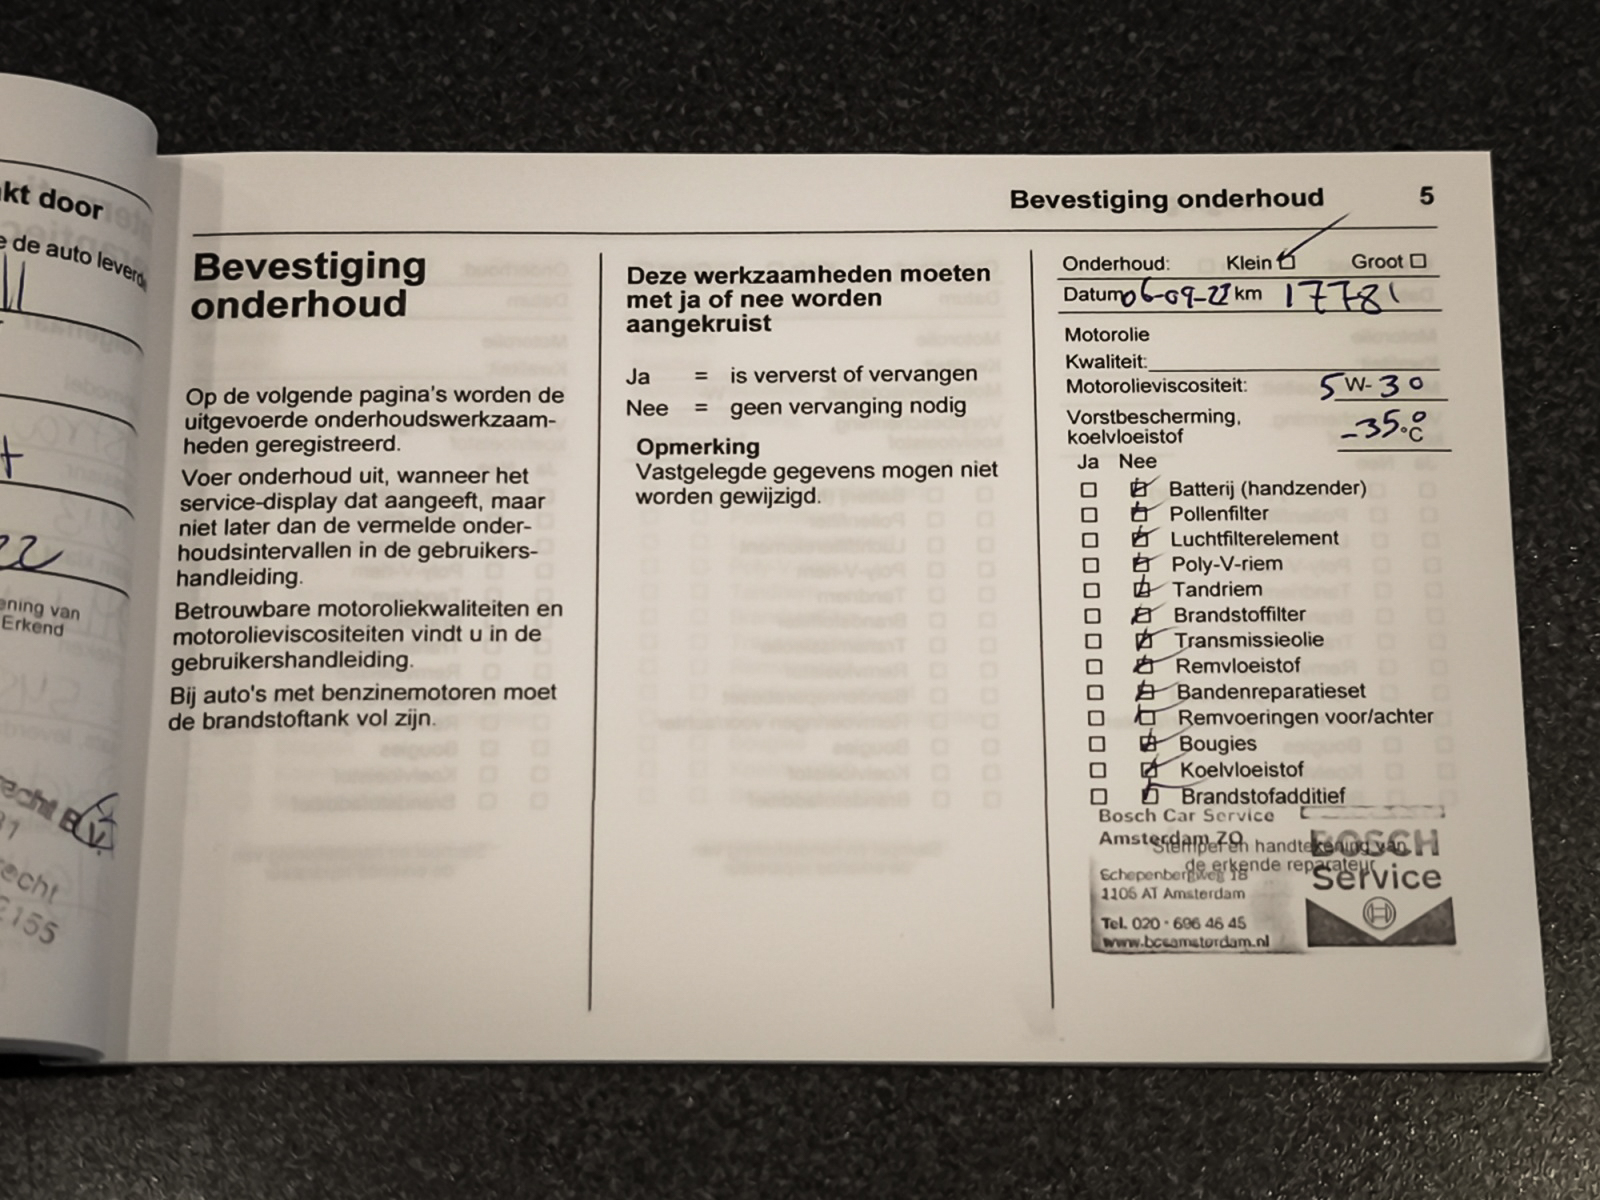 kt door
e de auto leverde
22
ening van
Erkend
echt B.V.
echt
155
Bevestiging onderhoud 5
Bevestiging
onderhoud
Op de volgende pagina's worden de
uitgevoerde onderhoudswerkzaam-
heden geregistreerd.
Voer onderhoud uit, wanneer het
service-display dat aangeeft, maar
niet later dan de vermelde onder-
houdsintervallen in de gebruikers-
handleiding.
Betrouwbare motoroliekwaliteiten en
motorolieviscositeiten vindt u in de
gebruikershandleiding.
Bij auto's met benzinemotoren moet
de brandstoftank vol zijn.
Deze werkzaamheden moeten
met ja of nee worden
aangekruist
Ja = is ververst of vervangen
Nee = geen vervanging nodig
Opmerking
Vastgelegde gegevens mogen niet
worden gewijzigd.
Onderhoud: Klein Groot
Datum 06-09-22 km 17781
Motorolie
Kwaliteit:
Motorolieviscositeit: 5 W- 30
Vorstbescherming,
koelvloeistof -35° °C
Ja Nee
Batterij (handzender)
Pollenfilter
Luchtfilterelement
Poly-V-riem
Tandriem
Brandstoffilter
Transmissieolie
Remvloeistof
Bandenreparatieset
Remvoeringen voor/achter
Bougies
Koelvloeistof
Brandstofadditief
Bosch Car Service
Amsterdam ZO
Stempel en handtekening van
de erkende reparateur
Schepenbergweg 18
1105 AT Amsterdam
Tel. 020 - 696 46 45
www.bcsamsterdam.nl
BOSCH
Service